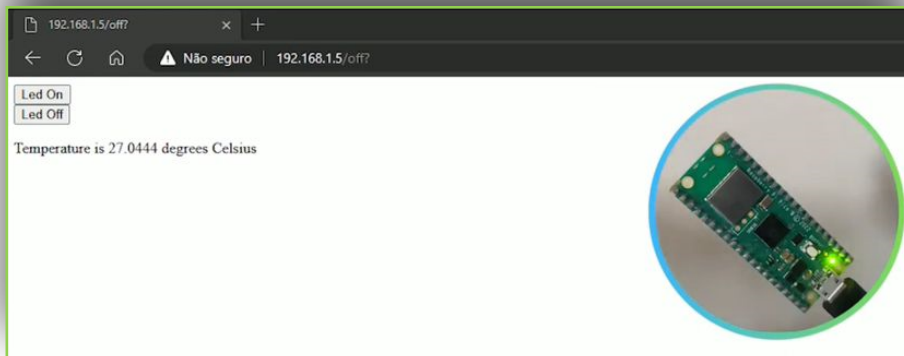 192.168.1.5/off?
Não seguro 192.168.1.5/off?
Led On
Led Off
Temperature is 27.0444 degrees Celsius